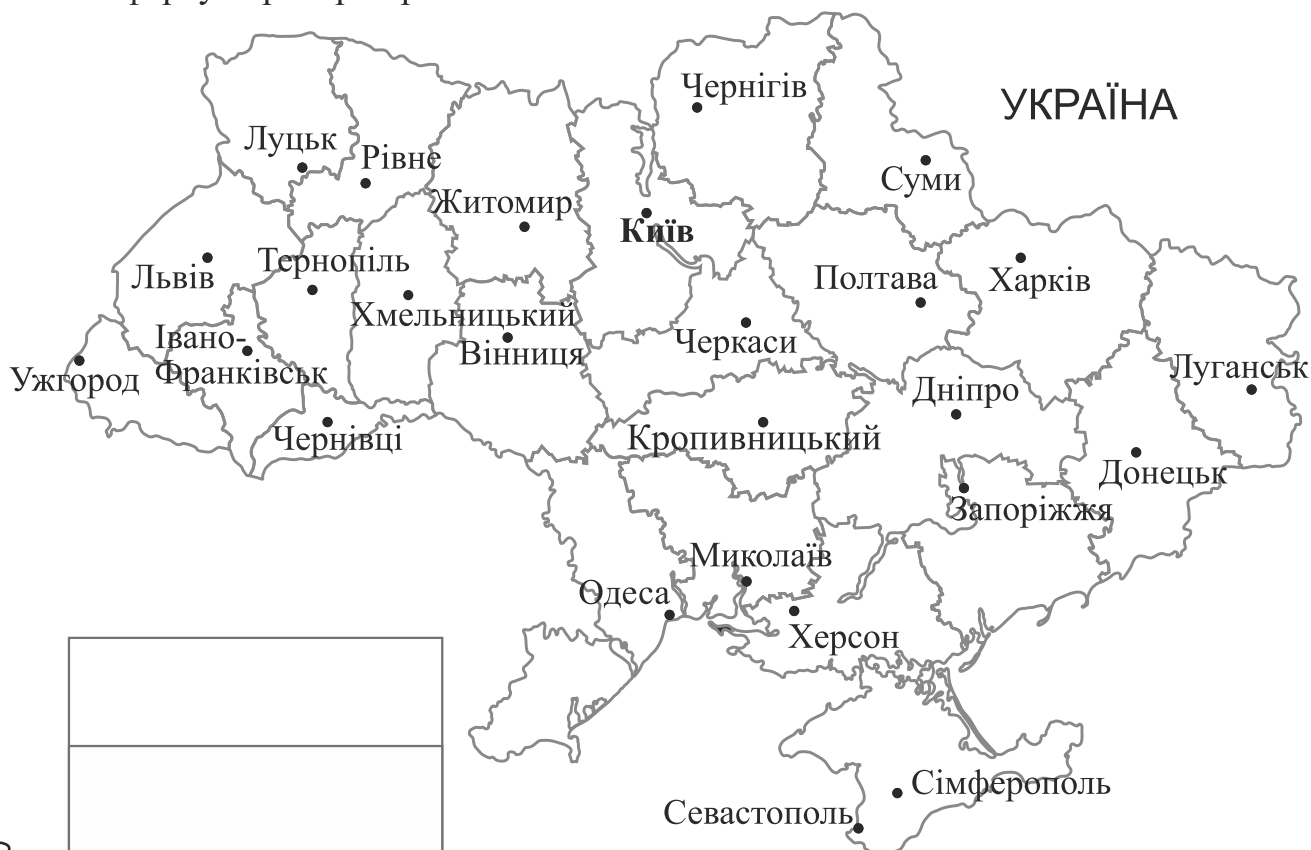 УКРАЇНА
Чернігів
Луцьк
Рівне
Суми
Житомир
Київ
Львів
Тернопіль
Полтава
Харків
Хмельницький
Івано-
Франківськ
Вінниця
Черкаси
Ужгород
Луганськ
Дніпро
Чернівці
Кропивницький
Донецьк
Запоріжжя
Миколаїв
Одеса
Херсон
Сімферополь
Севастополь